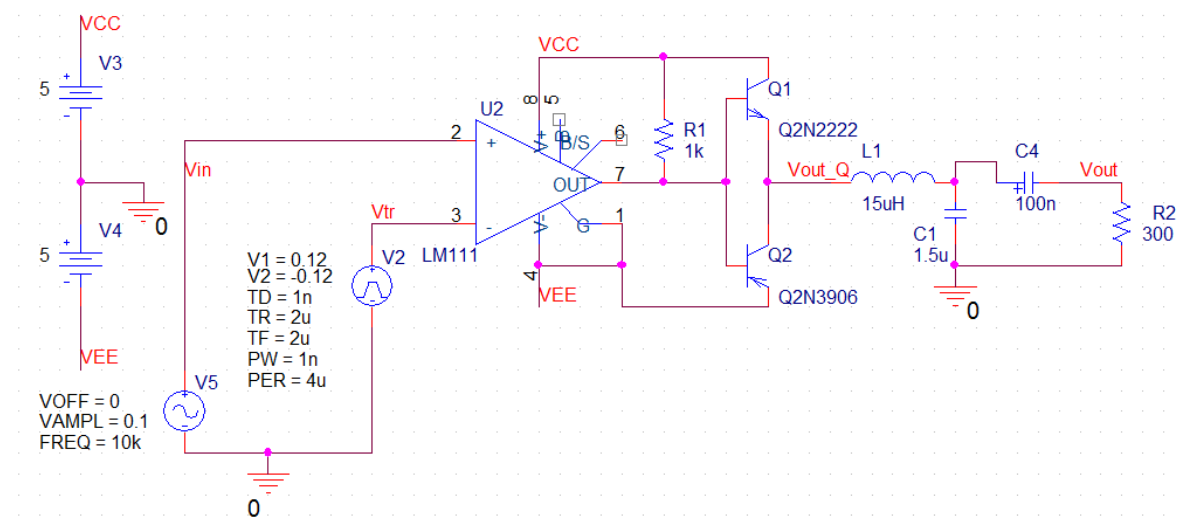 VCC
V3
+
5
-
0
V4
+
5
-
VEE
V5
+
-
VOFF = 0
VAMPL = 0.1
FREQ = 10k
0
Vin
Vtr
V2
+
-
V1 = 0.12
V2 = -0.12
TD = 1n
TR = 2u
TF = 2u
PW = 1n
PER = 4u
VCC
U2
8
5
V+
B/S
6
2
+
OUT
7
3
-
V-
G
1
LM111
4
VEE
R1
1k
Q1
Q2N2222
Q2
Q2N3906
Vout_Q
L1
15uH
C4
+
100n
Vout
C1
1.5u
R2
300
0